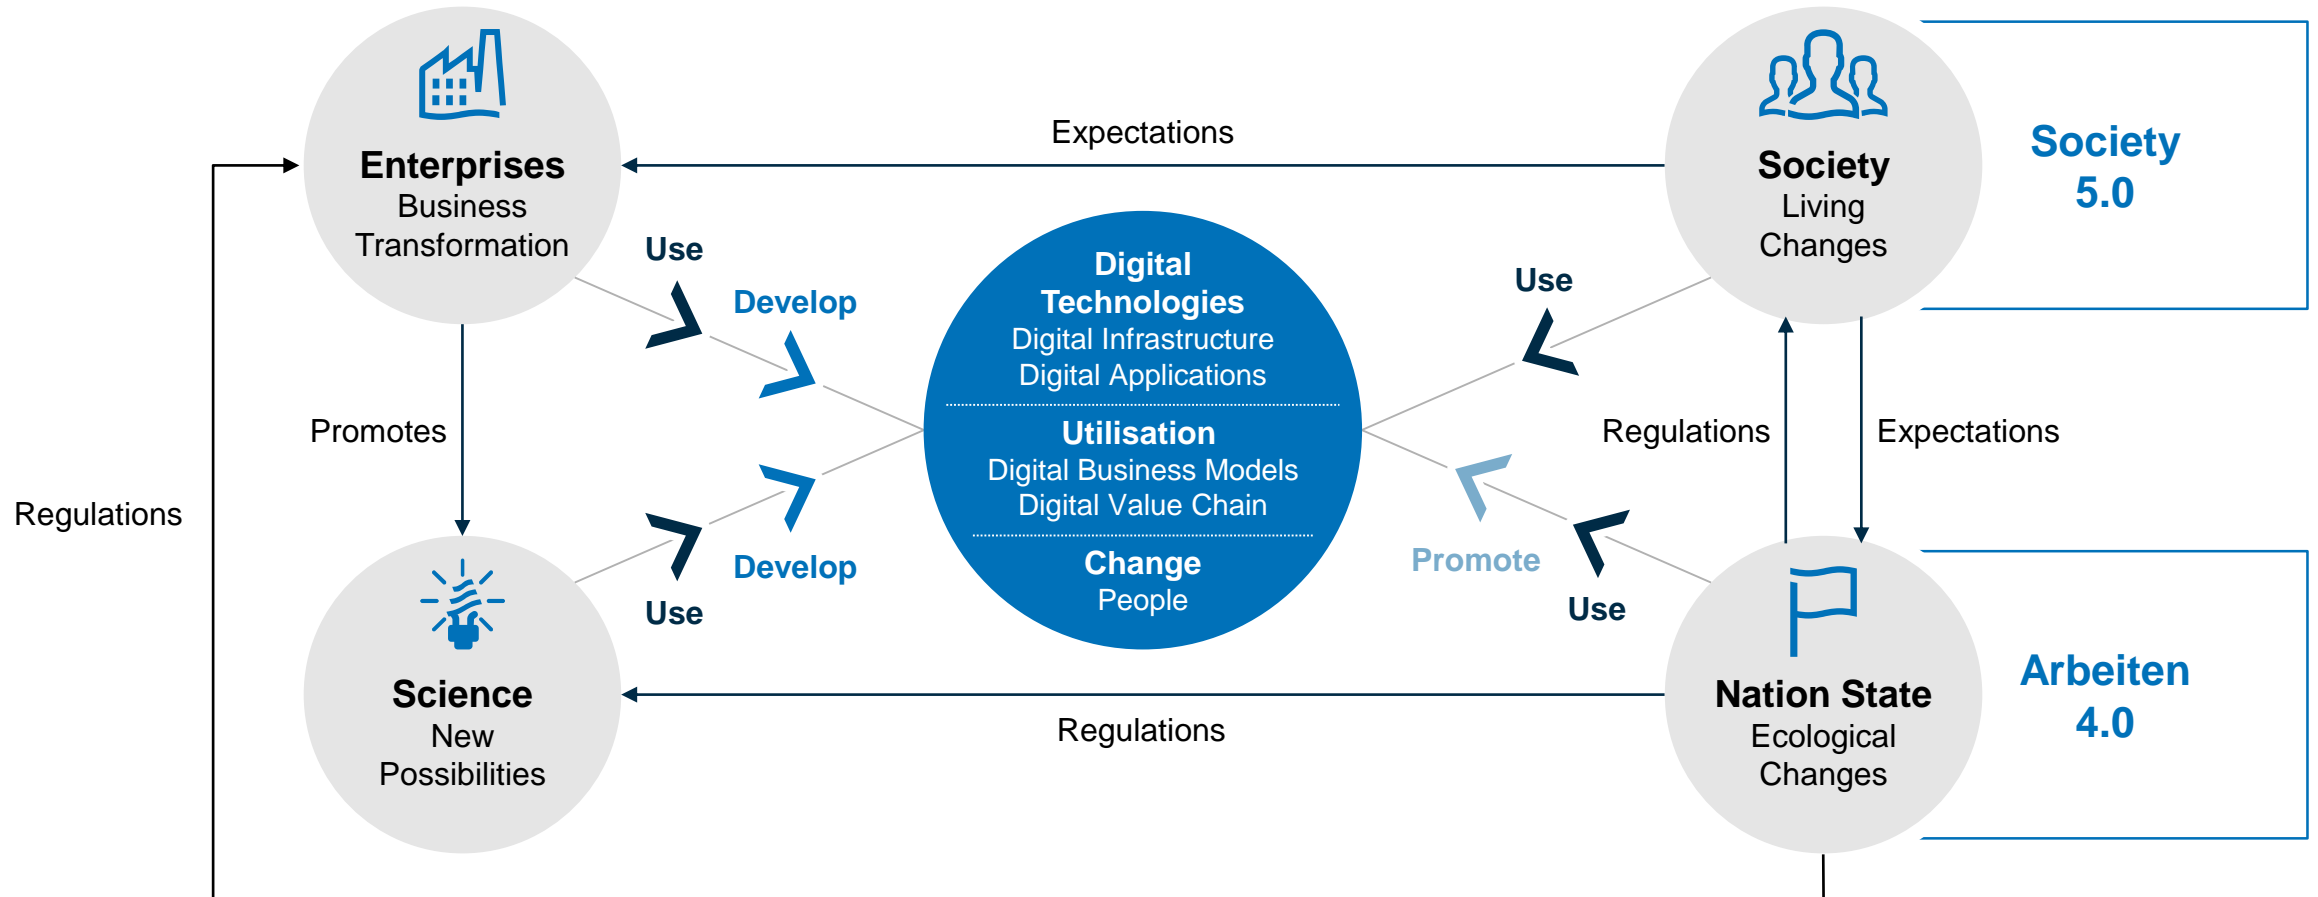 Enterprises
Business
Transformation
Expectations
Society
Living
Changes
Society
5.0
Use
Develop
Digital
Technologies
Digital Infrastructure
Digital Applications
Utilisation
Digital Business Models
Digital Value Chain
Change
People
Use
Promotes
Regulations
Regulations
Expectations
Use
Develop
Promote
Use
Science
New
Possibilities
Regulations
Nation State
Ecological
Changes
Arbeiten
4.0